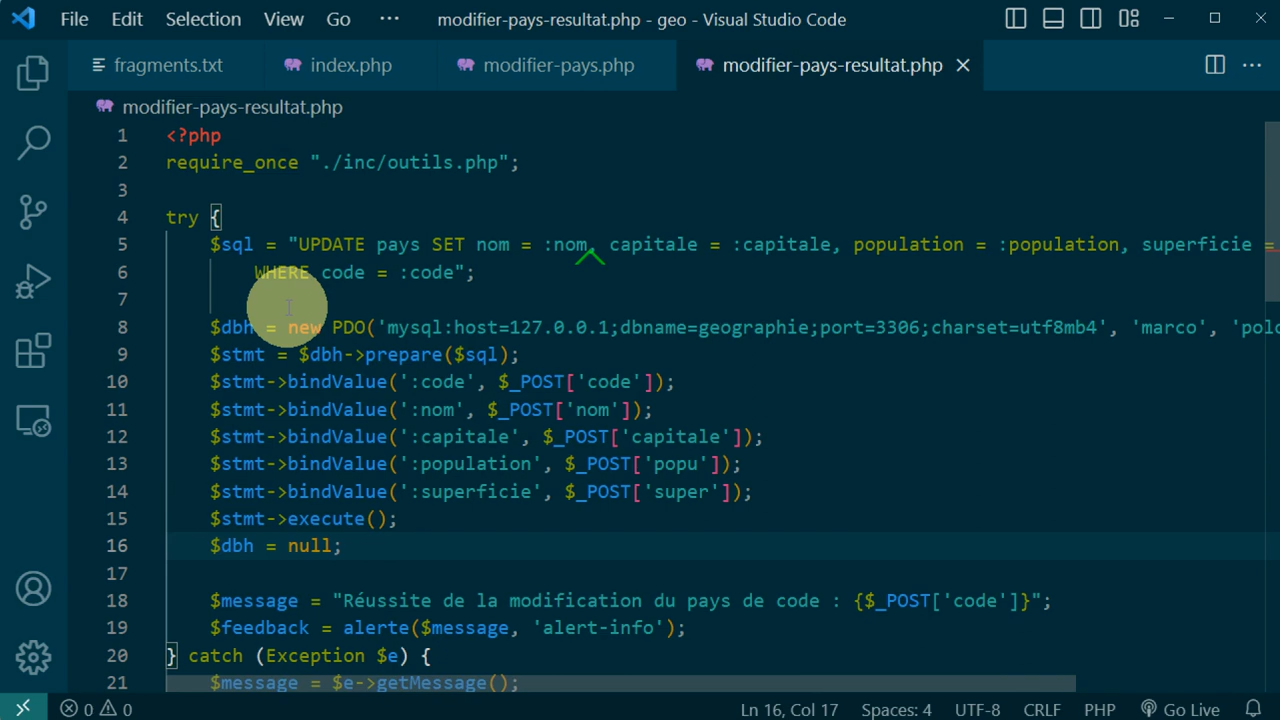 File Edit Selection View Go ··· modifier-pays-resultat.php - geo - Visual Studio Code
fragments.txt index.php modifier-pays.php modifier-pays-resultat.php
modifier-pays-resultat.php
1 <?php
2 require_once "./inc/outils.php";
3
4 try {
5 $sql = "UPDATE pays SET nom = :nom, capitale = :capitale, population = :population, superficie =
6 WHERE code = :code";
7
8 $dbh = new PDO('mysql:host=127.0.0.1;dbname=geographie;port=3306;charset=utf8mb4', 'marco', 'polo
9 $stmt = $dbh->prepare($sql);
10 $stmt->bindValue(':code', $_POST['code']);
11 $stmt->bindValue(':nom', $_POST['nom']);
12 $stmt->bindValue(':capitale', $_POST['capitale']);
13 $stmt->bindValue(':population', $_POST['popu']);
14 $stmt->bindValue(':superficie', $_POST['super']);
15 $stmt->execute();
16 $dbh = null;
17
18 $message = "Réussite de la modification du pays de code : {$_POST['code']}";
19 $feedback = alerte($message, 'alert-info');
20 } catch (Exception $e) {
21 $message = $e->getMessage();
0 0 Ln 16, Col 17 Spaces: 4 UTF-8 CRLF PHP Go Live